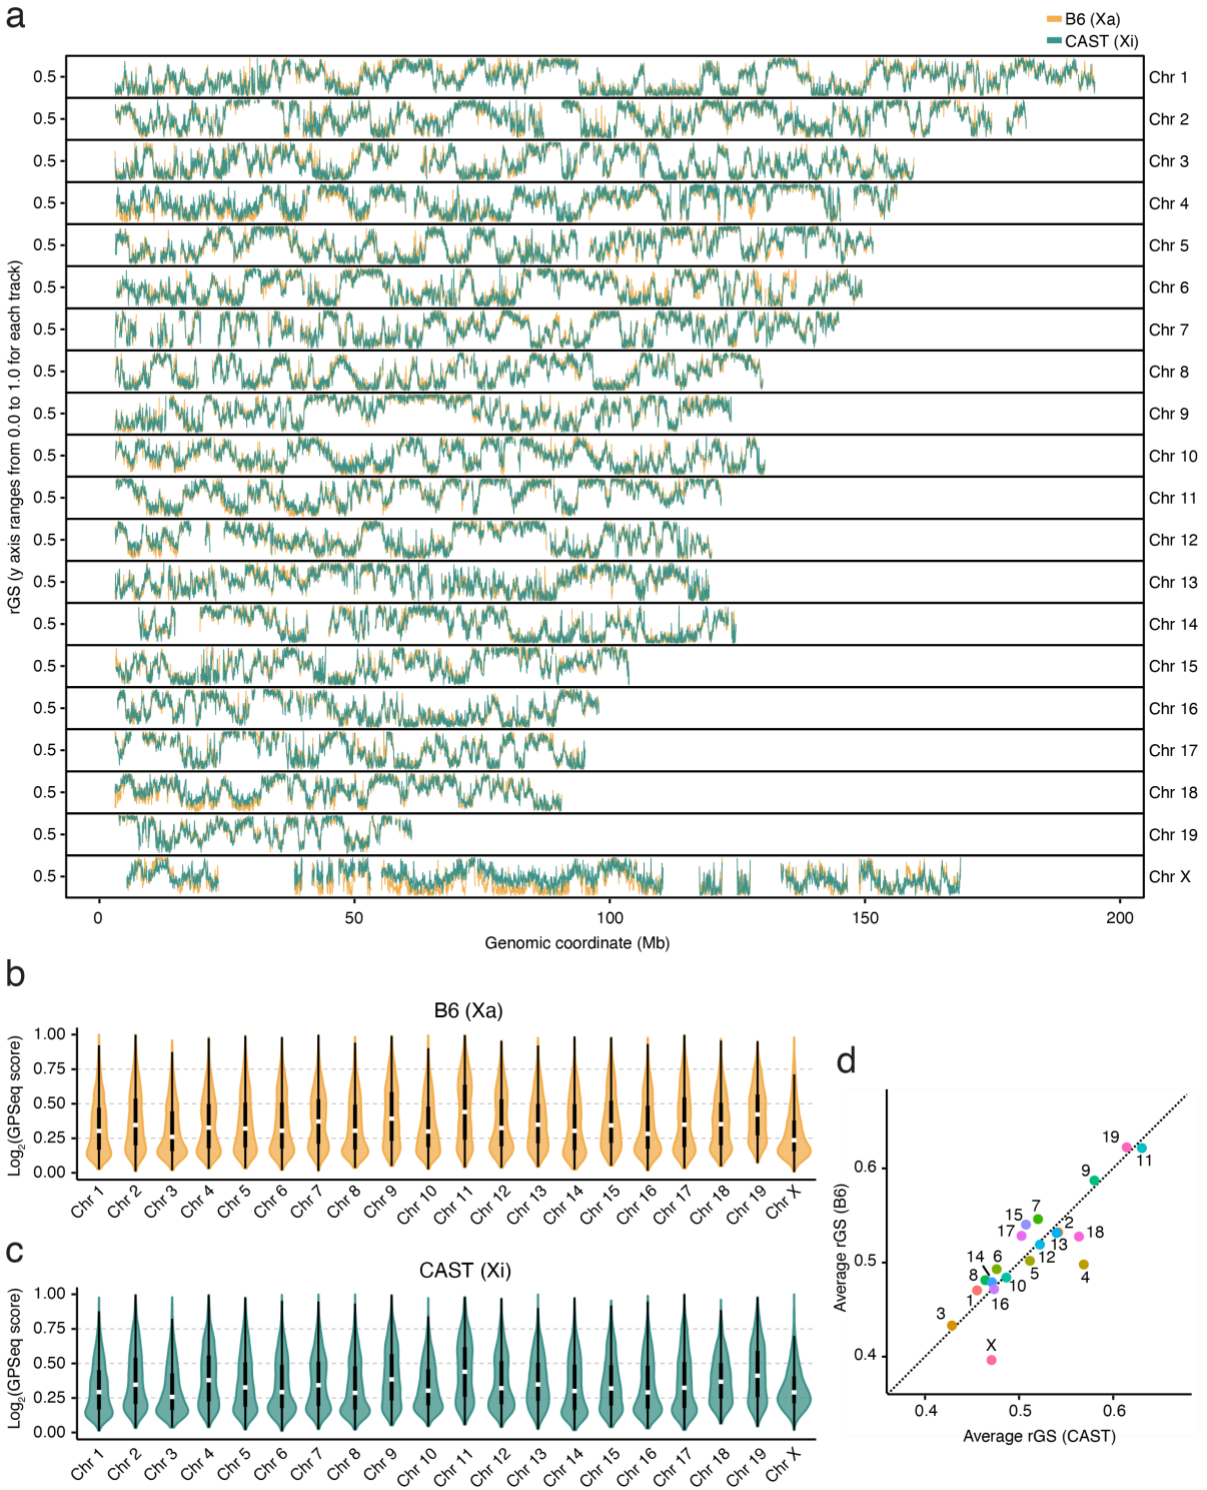 a
B6 (Xa)
CAST (Xi)
rGS (y axis ranges from 0.0 to 1.0 for each track)
0.5 Chr 1
0.5 Chr 2
0.5 Chr 3
0.5 Chr 4
0.5 Chr 5
0.5 Chr 6
0.5 Chr 7
0.5 Chr 8
0.5 Chr 9
0.5 Chr 10
0.5 Chr 11
0.5 Chr 12
0.5 Chr 13
0.5 Chr 14
0.5 Chr 15
0.5 Chr 16
0.5 Chr 17
0.5 Chr 18
0.5 Chr 19
0.5 Chr X
0 50 100 150 200
Genomic coordinate (Mb)
b
B6 (Xa)
Log2(GPSeq score)
1.00
0.75
0.50
0.25
0.00
Chr 1 Chr 2 Chr 3 Chr 4 Chr 5 Chr 6 Chr 7 Chr 8 Chr 9 Chr 10 Chr 11 Chr 12 Chr 13 Chr 14 Chr 15 Chr 16 Chr 17 Chr 18 Chr 19 Chr X
c
CAST (Xi)
Log2(GPSeq score)
1.00
0.75
0.50
0.25
0.00
Chr 1 Chr 2 Chr 3 Chr 4 Chr 5 Chr 6 Chr 7 Chr 8 Chr 9 Chr 10 Chr 11 Chr 12 Chr 13 Chr 14 Chr 15 Chr 16 Chr 17 Chr 18 Chr 19 Chr X
d
Average rGS (B6)
0.6
0.5
0.4
19
11
9
15
7
17
2
18
13
12
14
6
5
4
8
10
1
16
3
X
0.4 0.5 0.6
Average rGS (CAST)